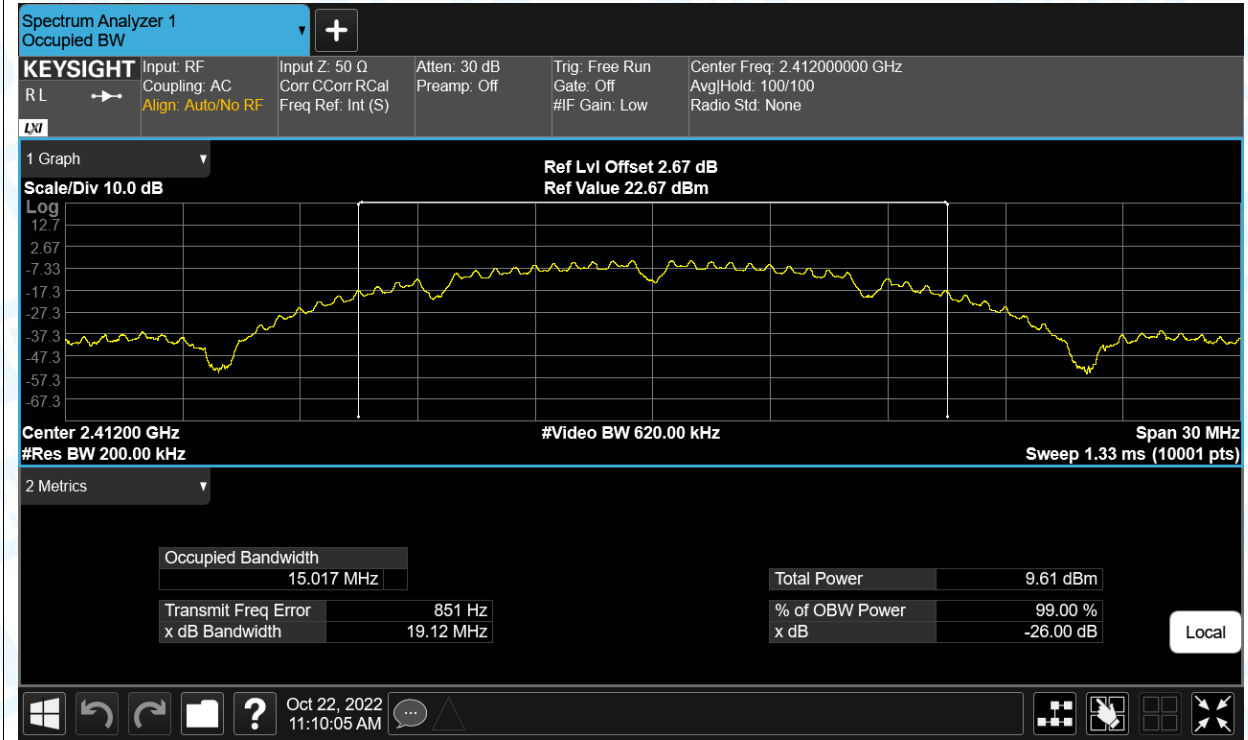 Spectrum Analyzer 1
Occupied BW
+
KEYSIGHT
R L
LXI
Input: RF
Coupling: AC
Align: Auto/No RF
Input Z: 50 Ω
Corr CCorr RCal
Freq Ref: Int (S)
Atten: 30 dB
Preamp: Off
Trig: Free Run
Gate: Off
#IF Gain: Low
Center Freq: 2.412000000 GHz
Avg|Hold: 100/100
Radio Std: None
1 Graph
Scale/Div 10.0 dB
Ref Lvl Offset 2.67 dB
Ref Value 22.67 dBm
Log
12.7
2.67
-7.33
-17.3
-27.3
-37.3
-47.3
-57.3
-67.3
Center 2.41200 GHz
#Video BW 620.00 kHz
Span 30 MHz
#Res BW 200.00 kHz
Sweep 1.33 ms (10001 pts)
2 Metrics
Occupied Bandwidth
15.017 MHz
Total Power 9.61 dBm
Transmit Freq Error 851 Hz
% of OBW Power 99.00 %
x dB Bandwidth 19.12 MHz
x dB -26.00 dB
Local
?
Oct 22, 2022
11:10:05 AM